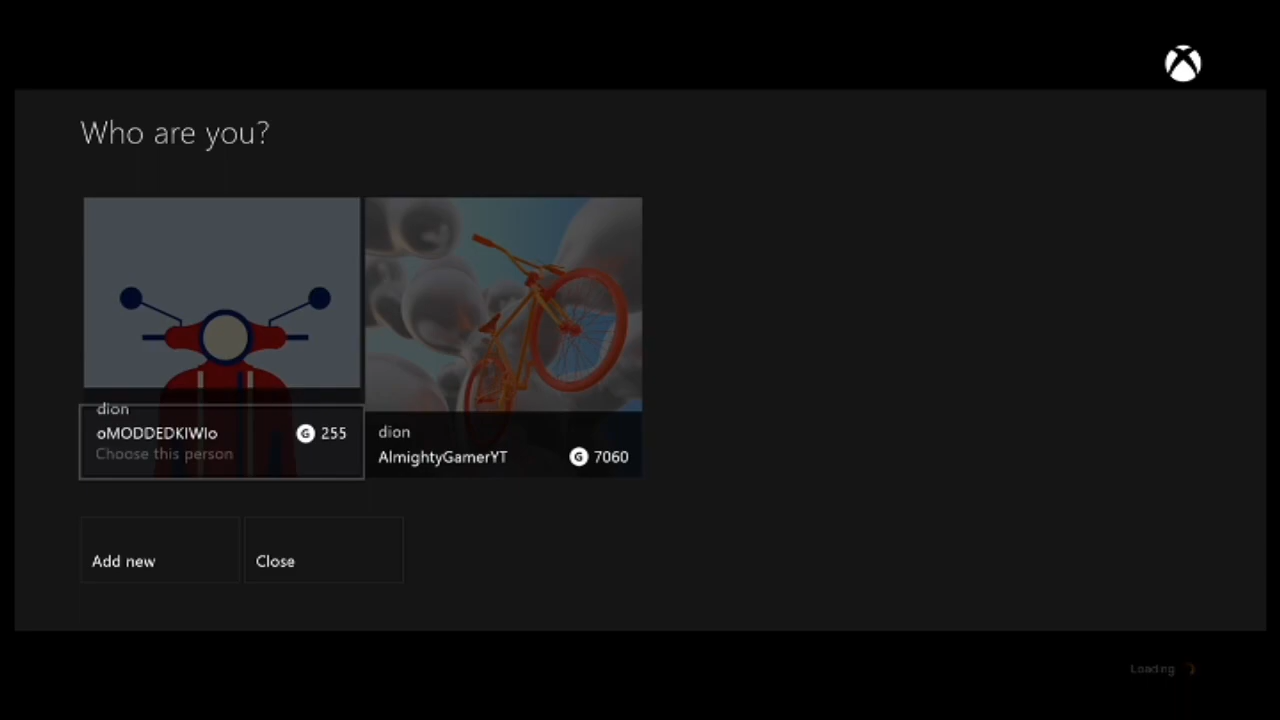 Who are you?
dion
oMODDEDKIWIo G 255
Choose this person
dion
AlmightyGamerYT G 7060
Add new
Close
Loading